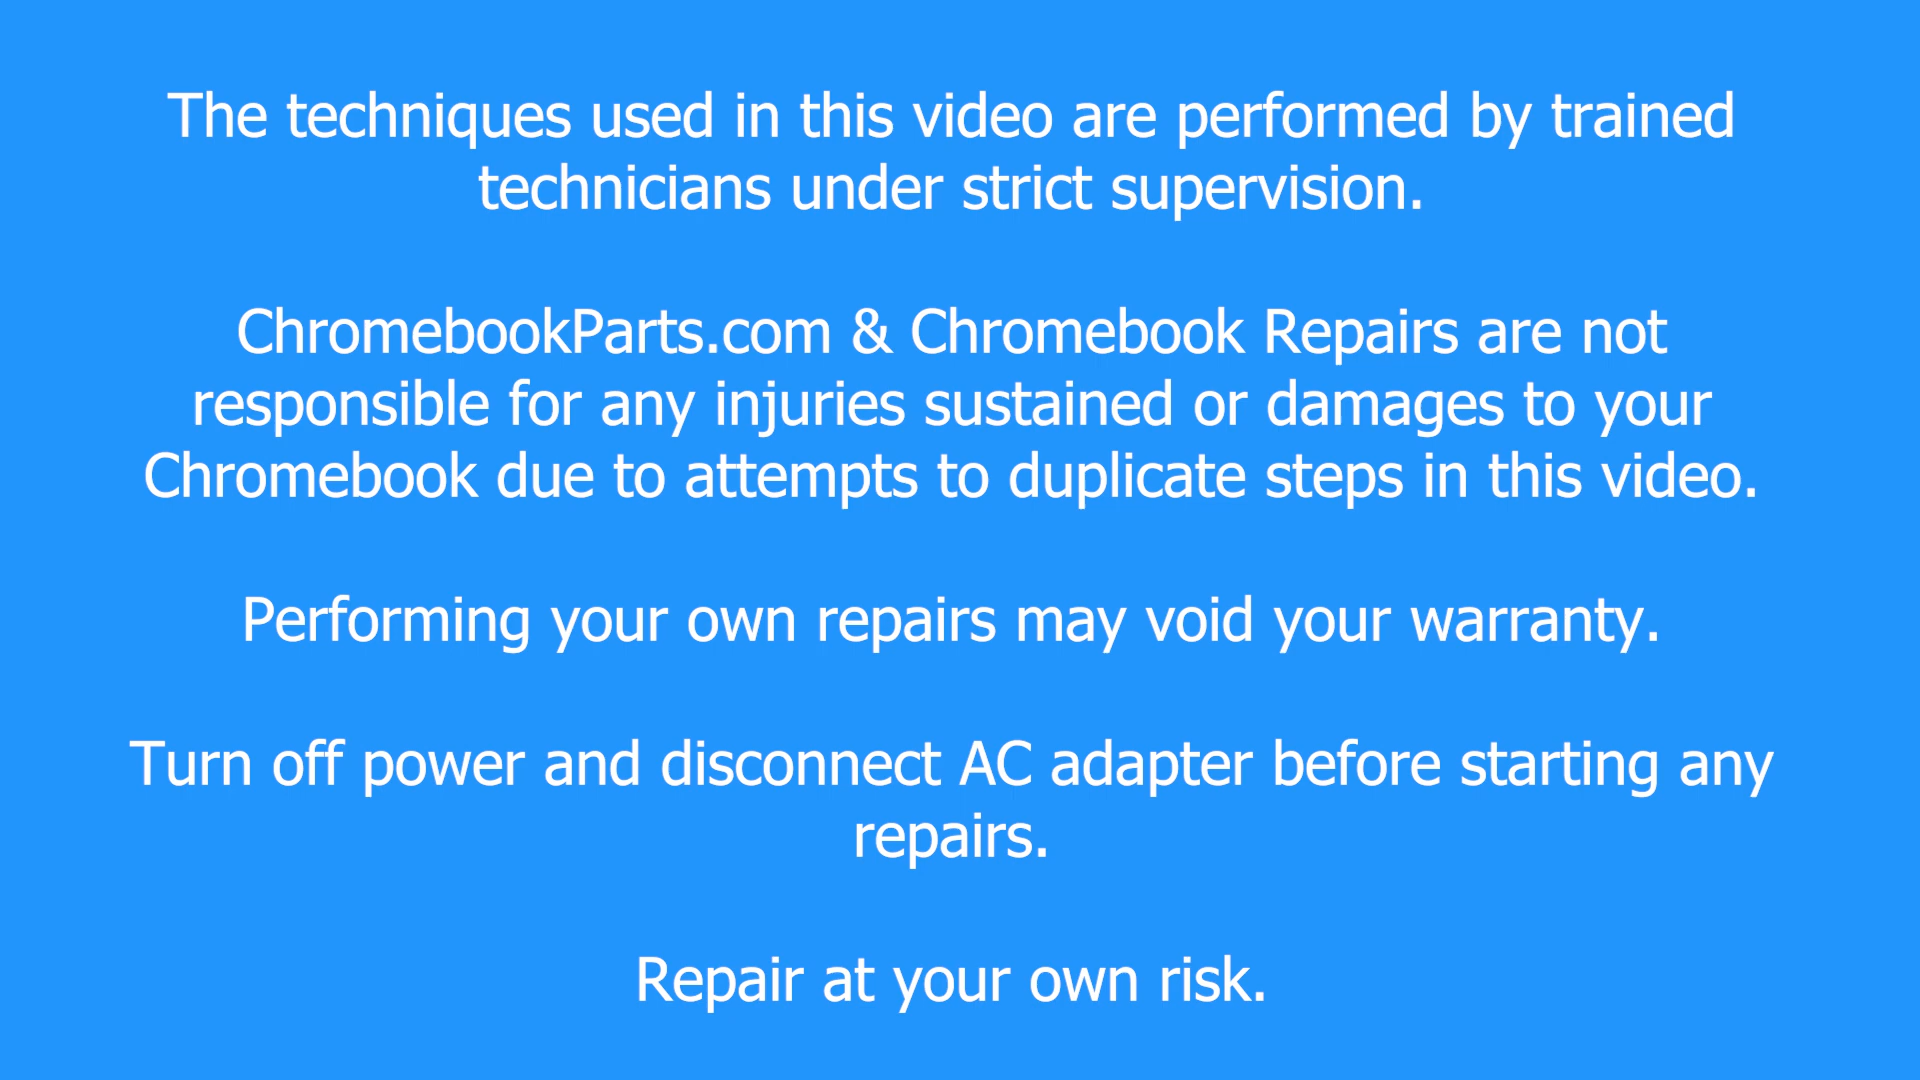 The techniques used in this video are performed by trained
technicians under strict supervision.
ChromebookParts.com & Chromebook Repairs are not
responsible for any injuries sustained or damages to your
Chromebook due to attempts to duplicate steps in this video.
Performing your own repairs may void your warranty.
Turn off power and disconnect AC adapter before starting any
repairs.
Repair at your own risk.